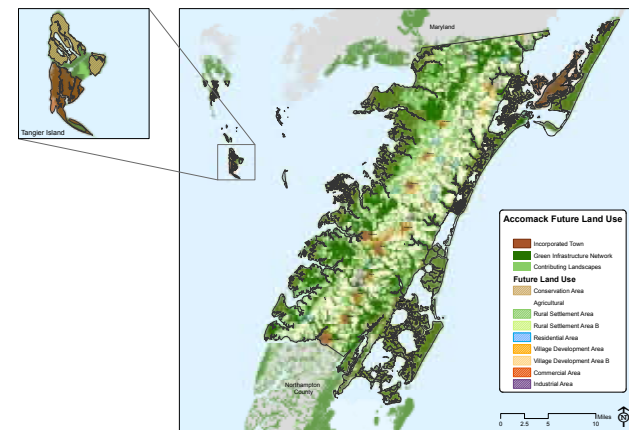 Maryland
Tangier Island
Northampton
County
Accomack Future Land Use
Incorporated Town
Green Infrastructure Network
Contributing Landscapes
Future Land Use
Conservation Area
Agricultural
Rural Settlement Area
Rural Settlement Area B
Residential Area
Village Development Area
Village Development Area B
Commercial Area
Industrial Area
Miles
0 2.5 5 10
N